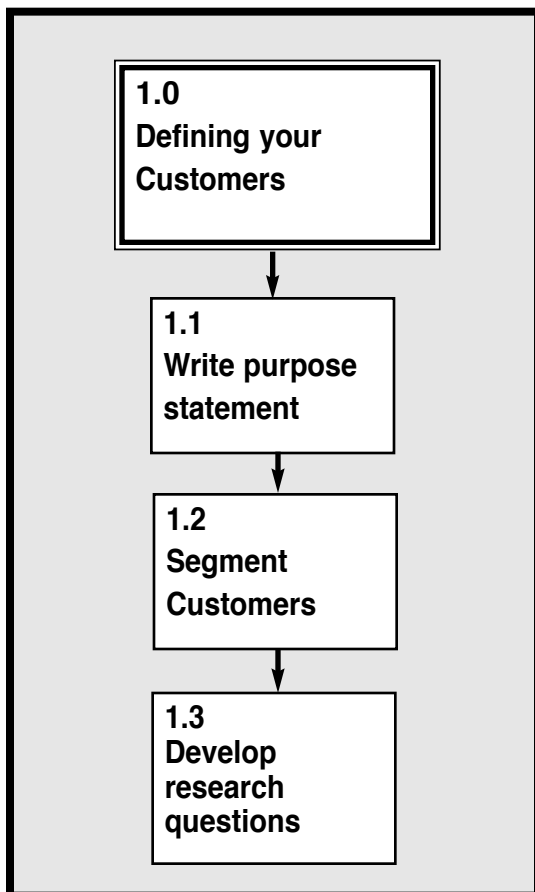 1.0
Defining your
Customers
1.1
Write purpose
statement
1.2
Segment
Customers
1.3
Develop
research
questions